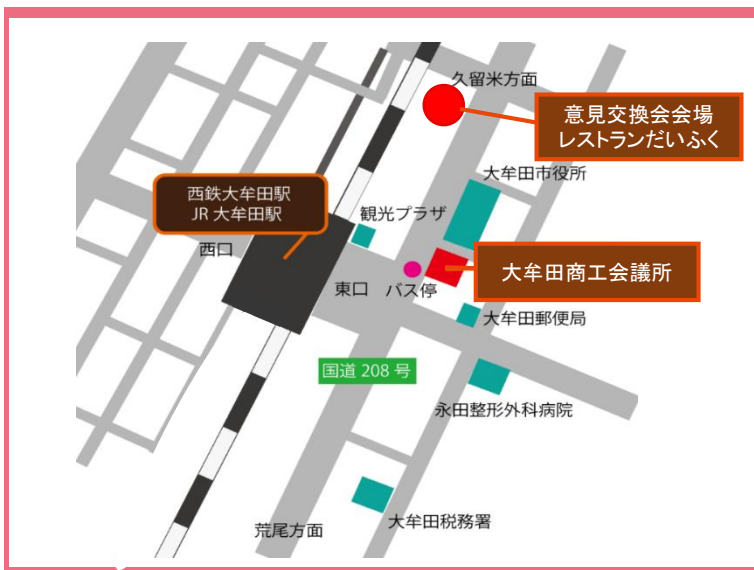 久留米方面
意見交換会会場
レストランだいふく
大牟田市役所
西鉄大牟田駅
JR 大牟田駅
観光プラザ
西口
東口
バス停
大牟田商工会議所
大牟田郵便局
国道 208 号
永田整形外科病院
大牟田税務署
荒尾方面